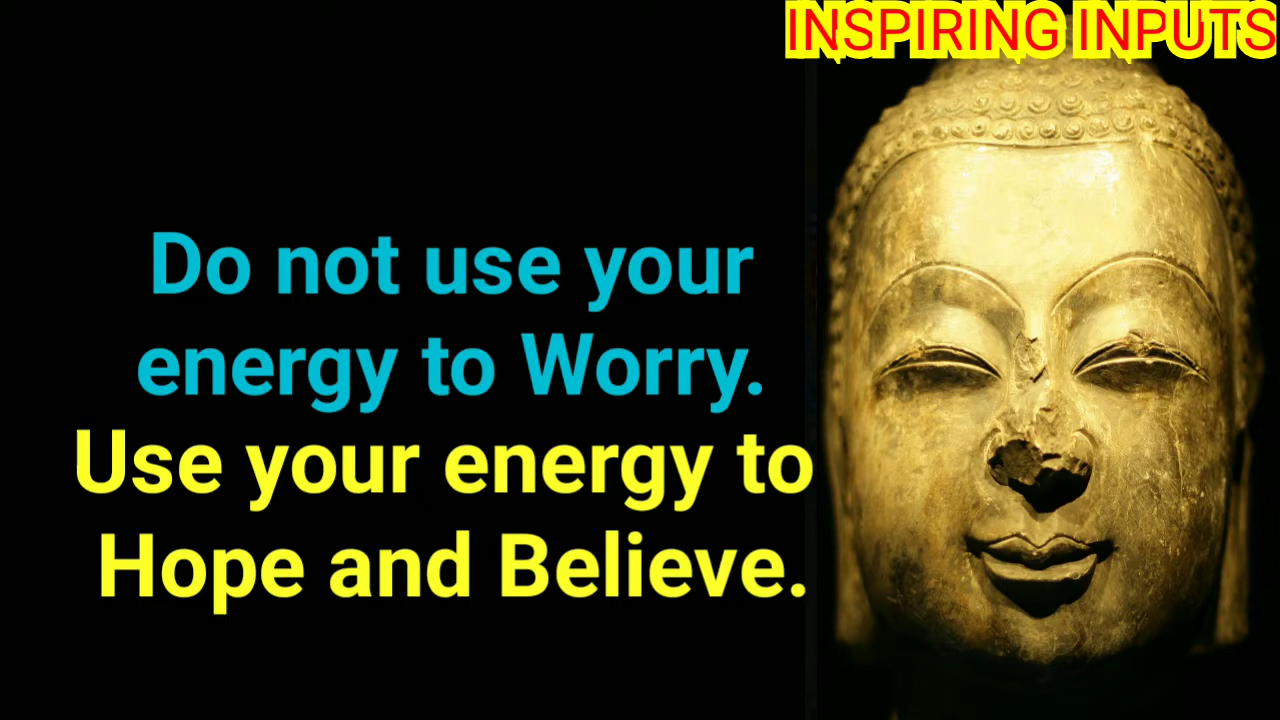 INSPIRING INPUTS
Do not use your
energy to Worry.
Use your energy to
Hope and Believe.